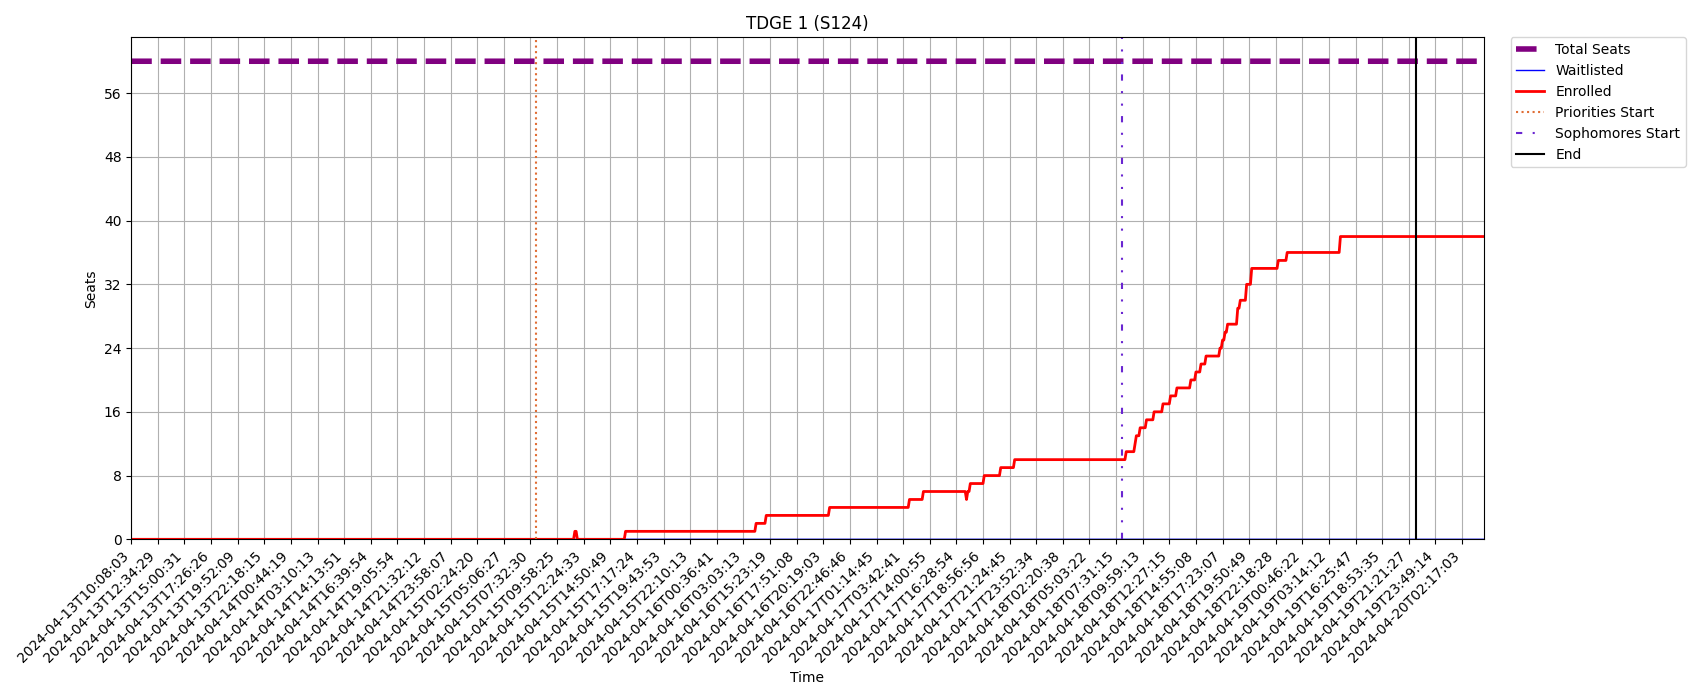 TDGE 1 (S124)
Total Seats
Waitlisted
Enrolled
Priorities Start
Sophomores Start
End
Seats
56
48
40
32
24
16
8
0
2024-04-13T10:08:03
2024-04-13T12:34:29
2024-04-13T15:00:31
2024-04-13T17:26:26
2024-04-13T19:52:09
2024-04-13T22:18:15
2024-04-14T00:44:19
2024-04-14T03:10:13
2024-04-14T14:13:51
2024-04-14T16:39:54
2024-04-14T19:05:54
2024-04-14T21:32:12
2024-04-14T23:58:07
2024-04-15T02:24:20
2024-04-15T05:06:27
2024-04-15T07:32:30
2024-04-15T09:58:25
2024-04-15T12:24:33
2024-04-15T14:50:49
2024-04-15T17:17:24
2024-04-15T19:43:53
2024-04-15T22:10:13
2024-04-16T00:36:41
2024-04-16T03:03:13
2024-04-16T15:23:19
2024-04-16T17:51:08
2024-04-16T20:19:03
2024-04-16T22:46:46
2024-04-17T01:14:45
2024-04-17T03:42:41
2024-04-17T14:00:55
2024-04-17T16:28:54
2024-04-17T18:56:56
2024-04-17T21:24:45
2024-04-17T23:52:34
2024-04-18T02:20:38
2024-04-18T05:03:22
2024-04-18T07:31:15
2024-04-18T09:59:13
2024-04-18T12:27:15
2024-04-18T14:55:08
2024-04-18T17:23:07
2024-04-18T19:50:49
2024-04-18T22:18:28
2024-04-19T00:46:22
2024-04-19T03:14:12
2024-04-19T16:25:47
2024-04-19T18:53:35
2024-04-19T21:21:27
2024-04-19T23:49:14
2024-04-20T02:17:03
Time